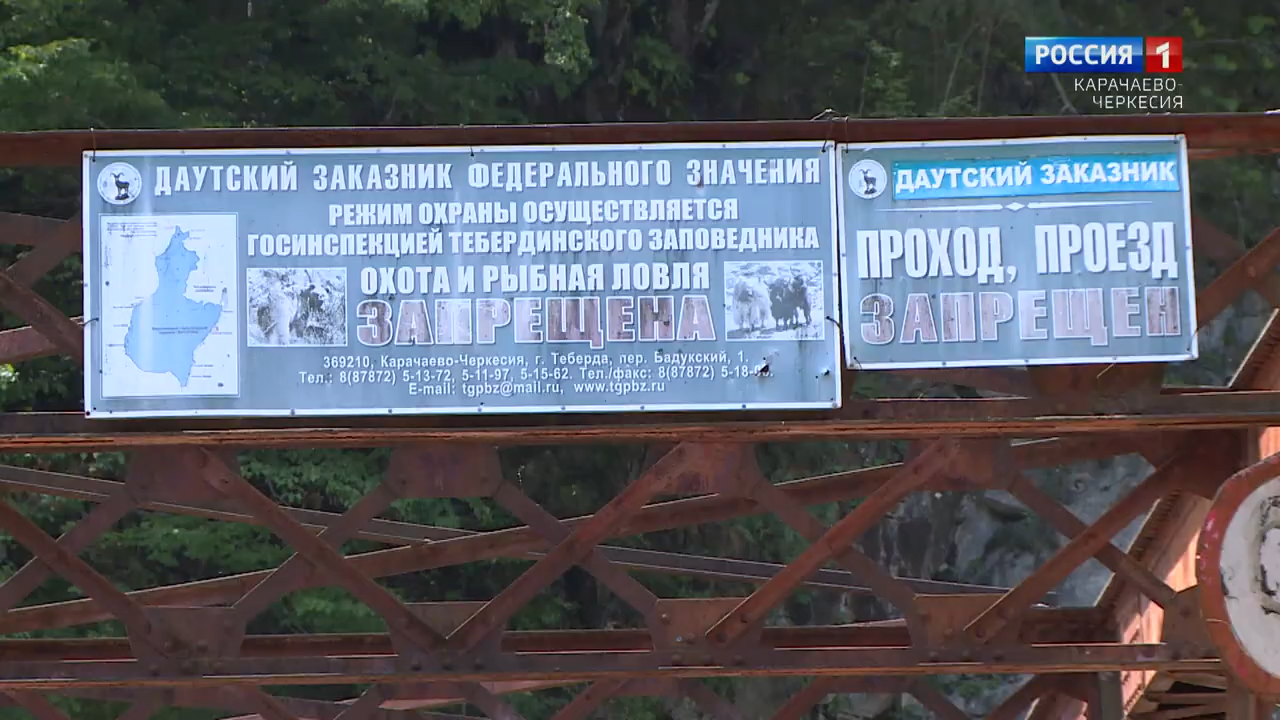 РОССИЯ 1
КАРАЧАЕВО-
ЧЕРКЕСИЯ
ДАУТСКИЙ ЗАКАЗНИК ФЕДЕРАЛЬНОГО ЗНАЧЕНИЯ
РЕЖИМ ОХРАНЫ ОСУЩЕСТВЛЯЕТСЯ
ГОСИНСПЕКЦИЕЙ ТЕБЕРДИНСКОГО ЗАПОВЕДНИКА
ОХОТА И РЫБНАЯ ЛОВЛЯ
ЗАПРЕЩЕНА
369210, Карачаево-Черкесия, г. Теберда, пер. Бадукский, 1.
Тел.: 8(87872) 5-13-72, 5-11-97, 5-15-62. Тел./факс: 8(87872)
E-mail: tgpbz@mail.ru, www.tgpbz.ru
ДАУТСКИЙ ЗАКАЗНИК
ПРОХОД, ПРОЕЗД
ЗАПРЕЩЕН